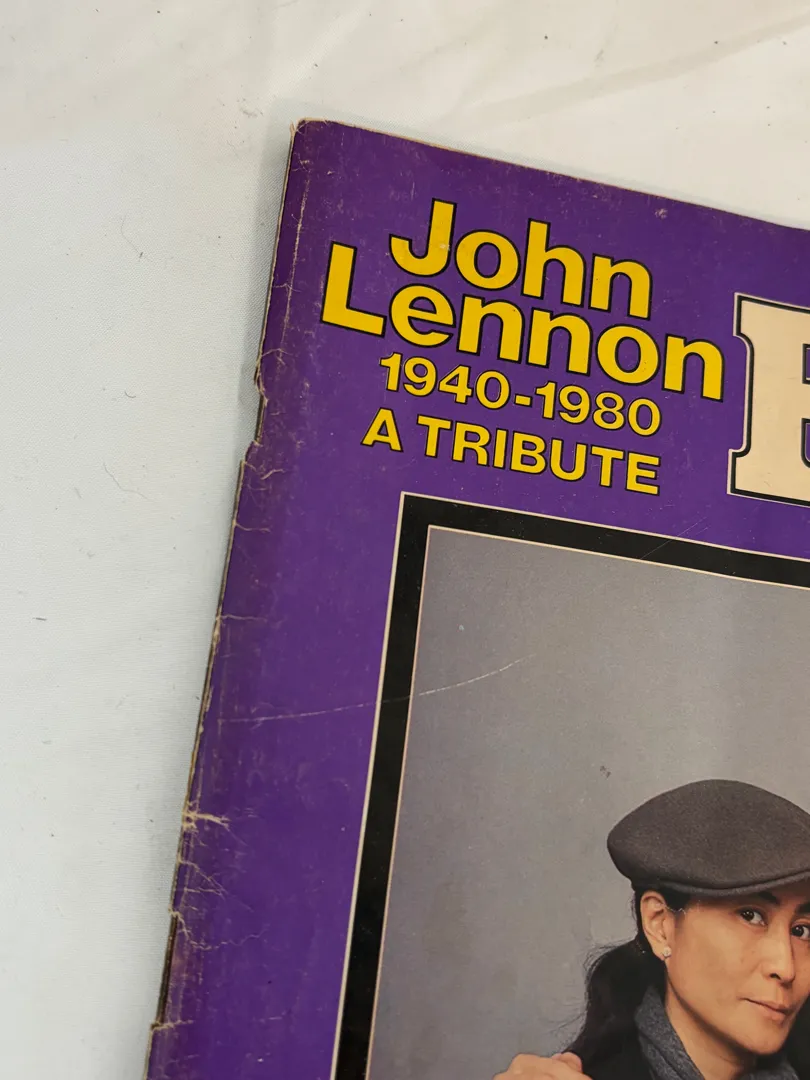 John
Lennon
1940-1980
A TRIBUTE